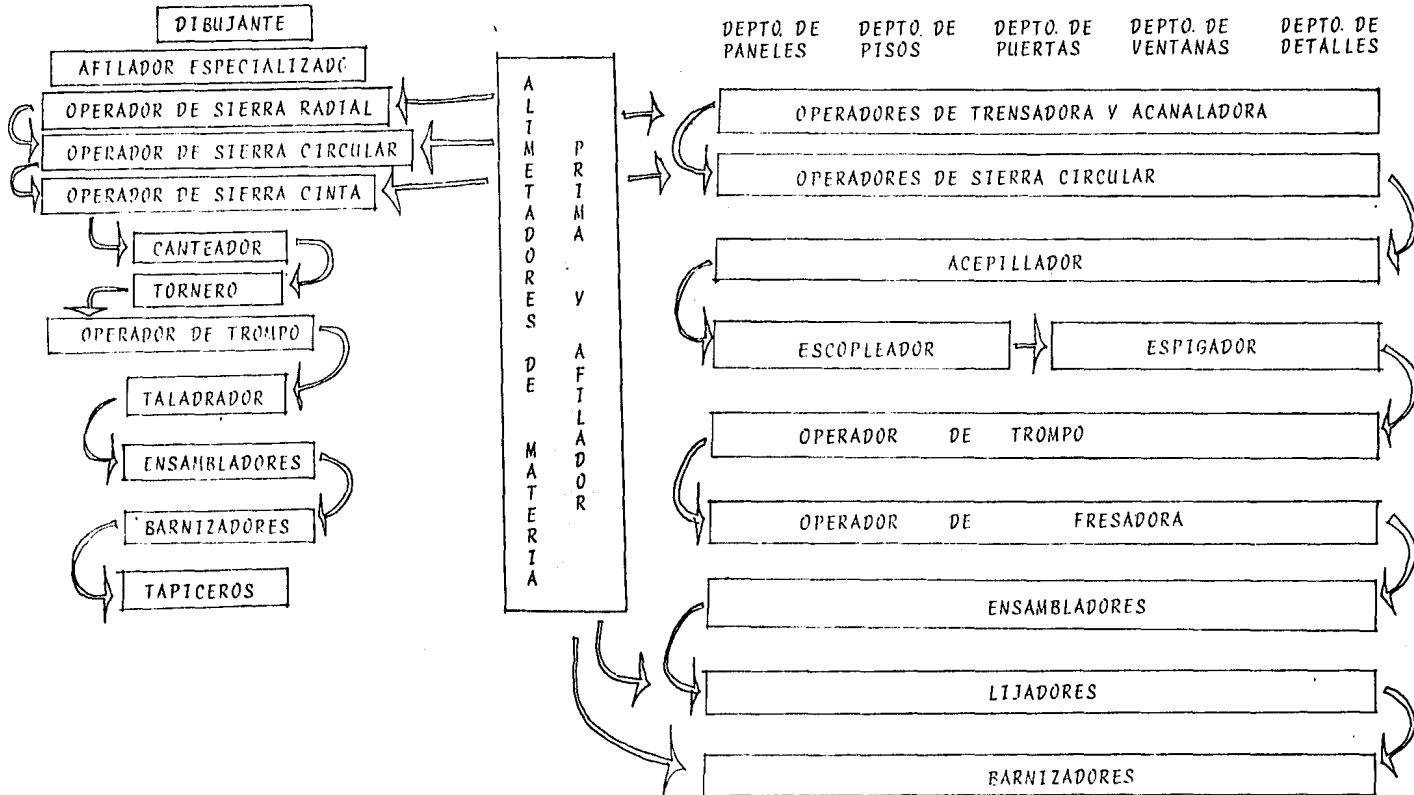 DIBUJANTE
AFILADOR ESPECIALIZADO
OPERADOR DE SIERRA RADIAL
OPERADOR DE SIERRA CIRCULAR
OPERADOR DE SIERRA CINTA
CANTEADOR
TORNERO
OPERADOR DE TROMPO
TALADRADOR
ENSAMBLADORES
BARNIZADORES
TAPICEROS
ALIMETADORES DE MATERIA
PRIMA Y AFILADOR
DEPTO. DE PANELES
DEPTO. DE PISOS
DEPTO. DE PUERTAS
DEPTO. DE VENTANAS
DEPTO. DE DETALLES
OPERADORES DE TRENSADORA Y ACANALADORA
OPERADORES DE SIERRA CIRCULAR
ACEPILLADOR
ESCOPLEADOR
ESPIGADOR
OPERADOR DE TROMPO
OPERADOR DE FRESADORA
ENSAMBLADORES
LIJADORES
BARNIZADORES